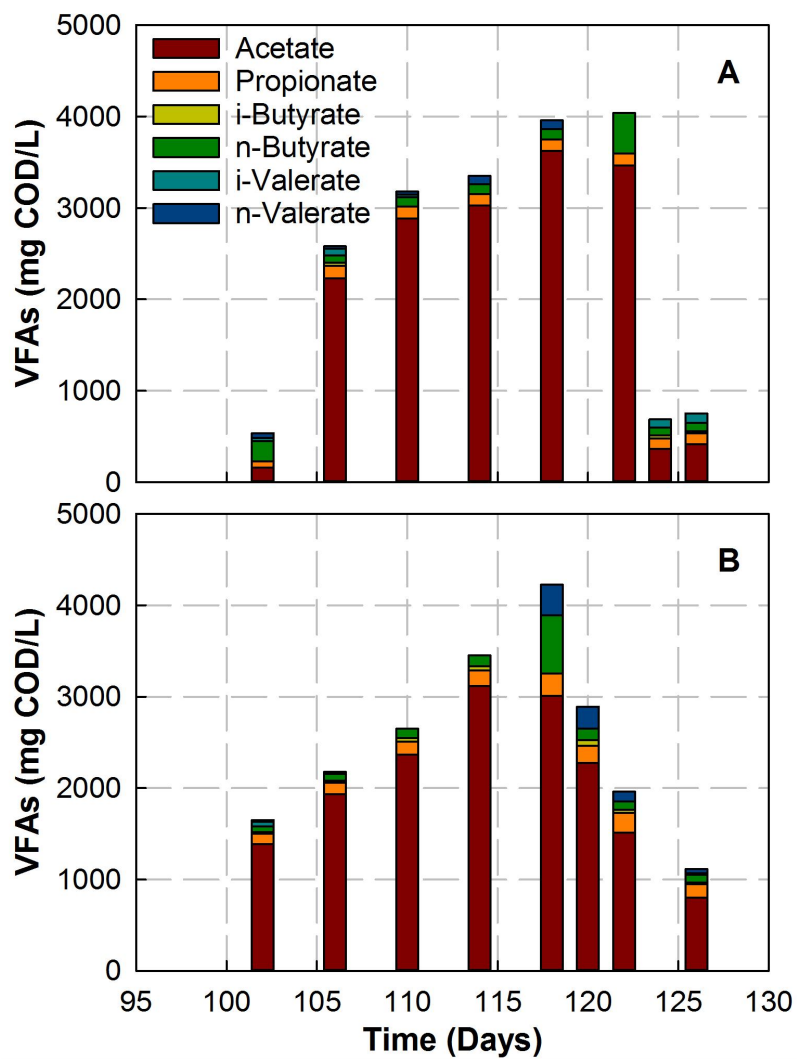 5000
4000
3000
2000
1000
0
VFAs (mg COD/L)
Acetate
Propionate
i-Butyrate
n-Butyrate
i-Valerate
n-Valerate
A
5000
4000
3000
2000
1000
0
VFAs (mg COD/L)
B
95 100 105 110 115 120 125 130
Time (Days)